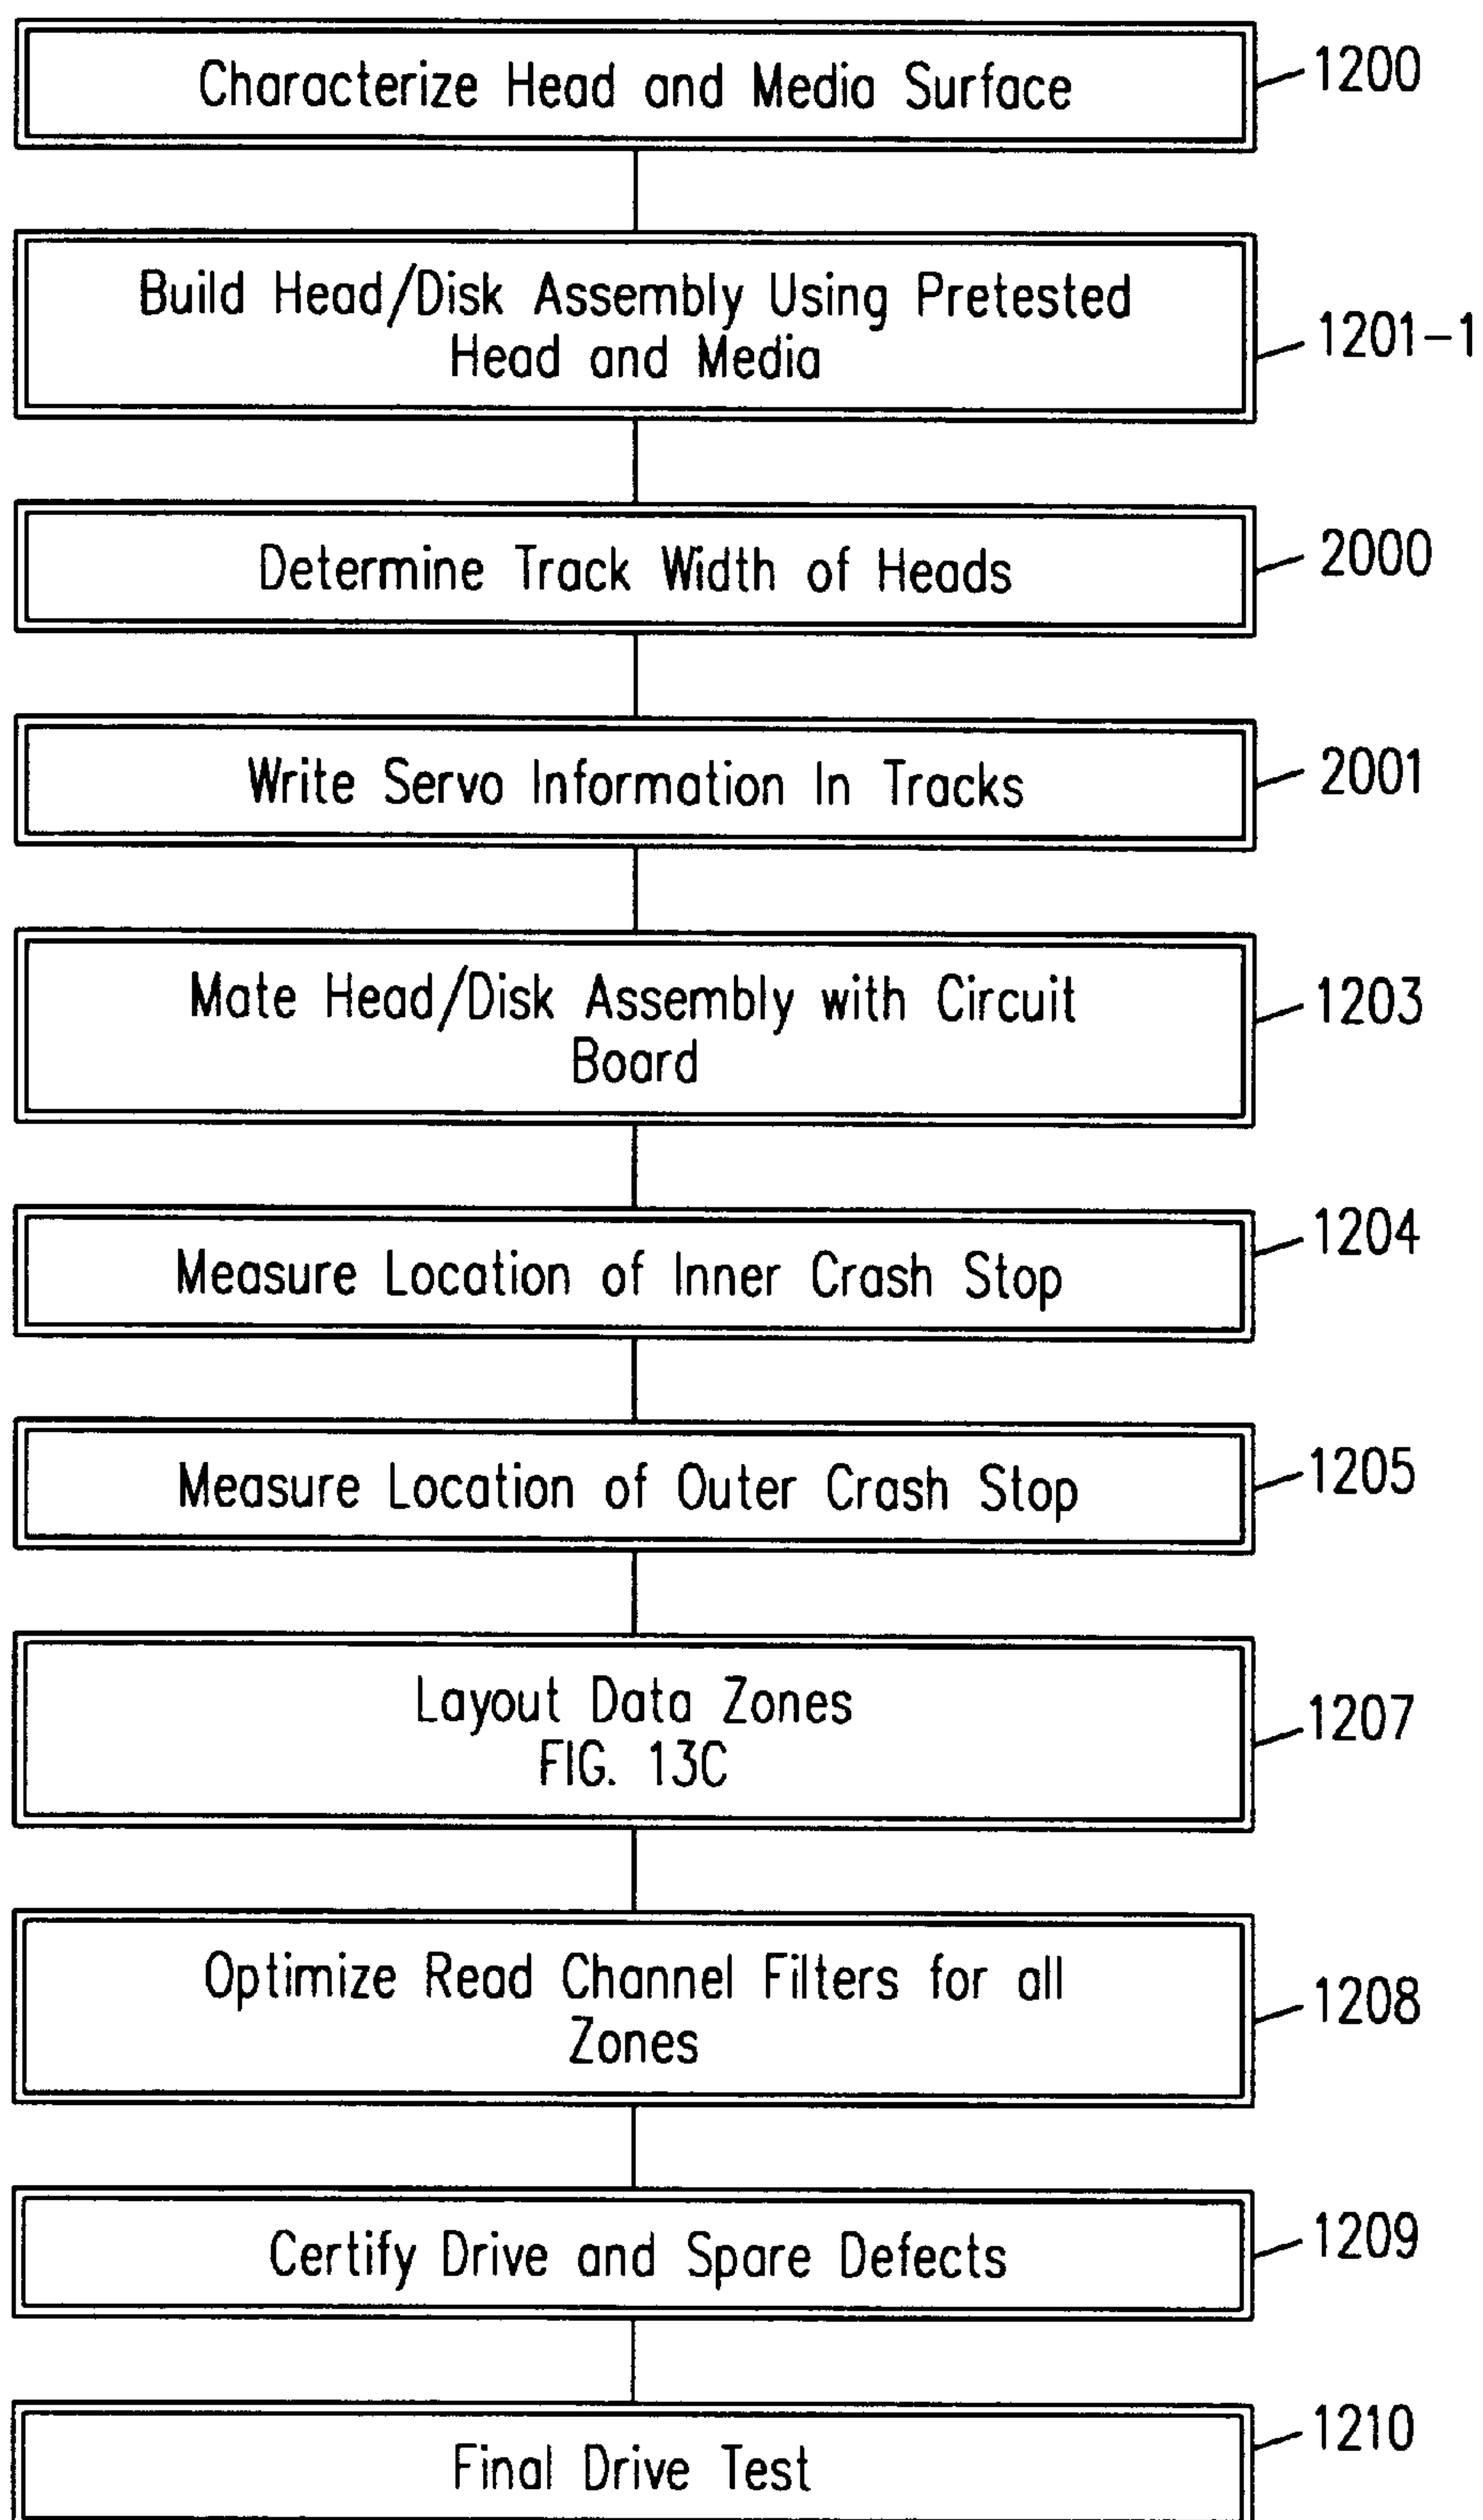 Characterize Head and Media Surface
1200
Build Head/Disk Assembly Using Pretested
Head and Media
1201-1
Determine Track Width of Heads
2000
Write Servo Information In Tracks
2001
Mate Head/Disk Assembly with Circuit
Board
1203
Measure Location of Inner Crash Stop
1204
Measure Location of Outer Crash Stop
1205
Layout Data Zones
FIG. 13C
1207
Optimize Read Channel Filters for all
Zones
1208
Certify Drive and Spare Defects
1209
Final Drive Test
1210